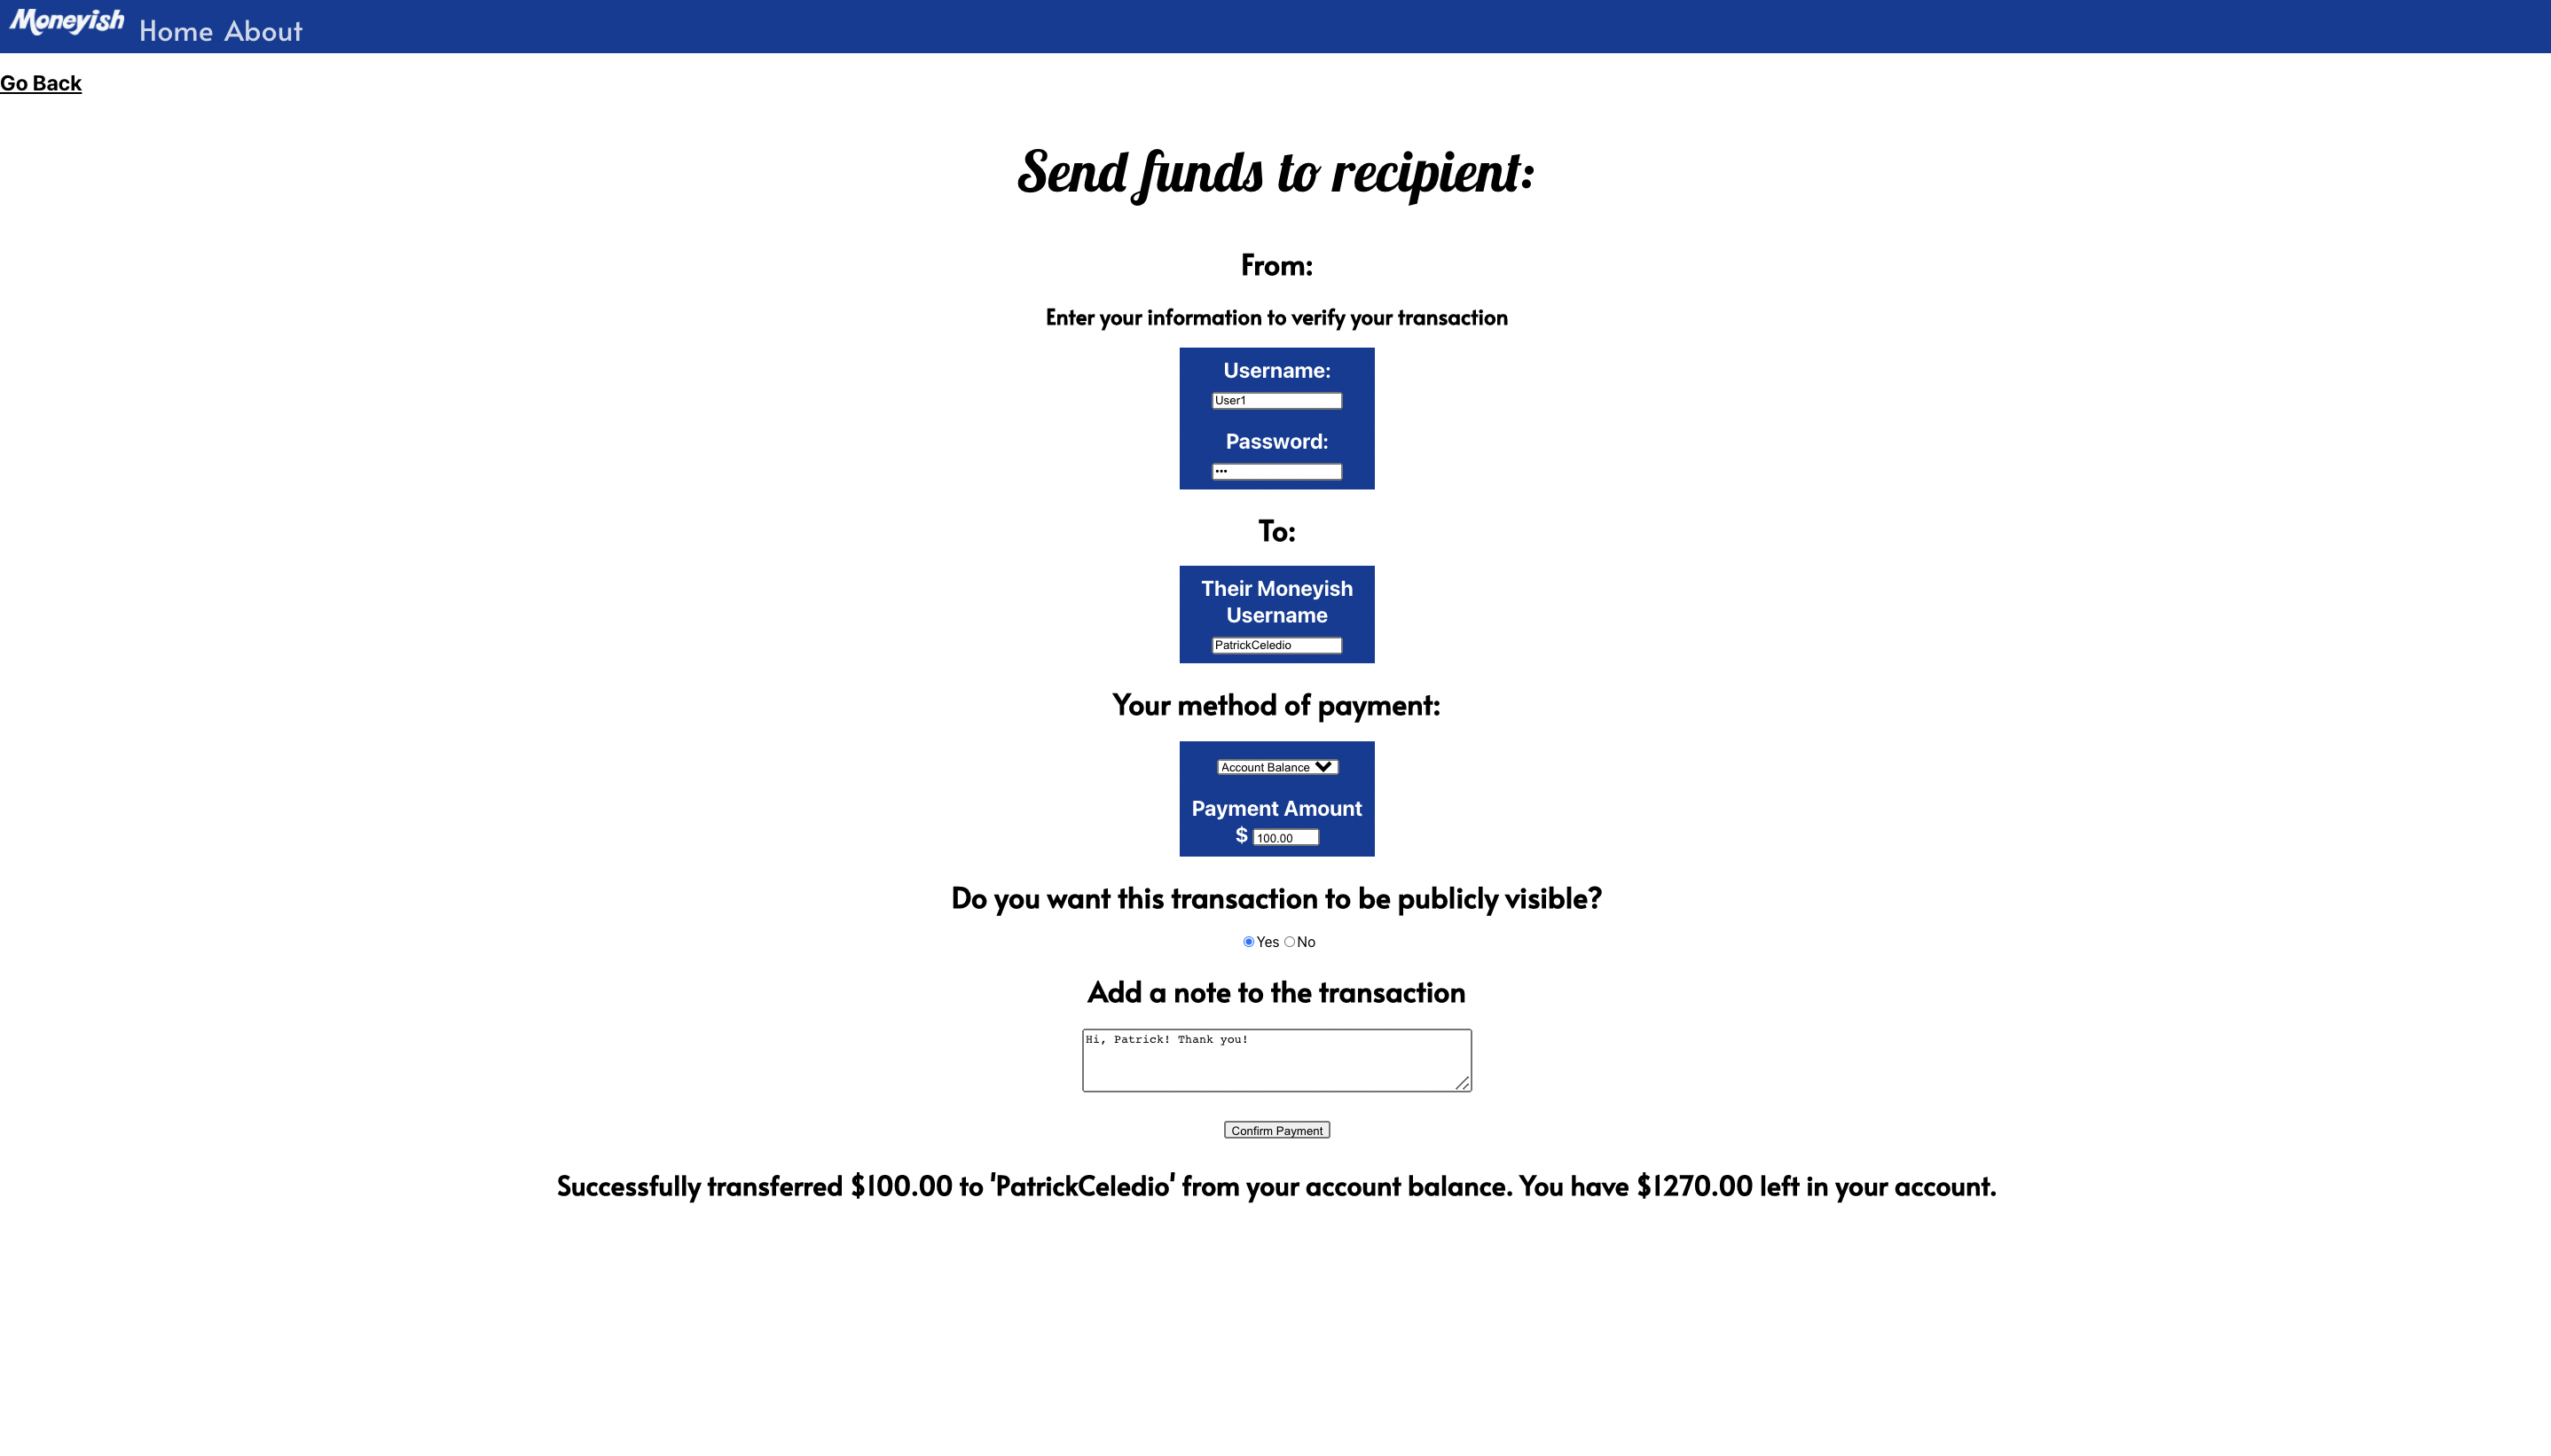 Moneyish Home About
Go Back
Send funds to recipient:
From:
Enter your information to verify your transaction
Username:
User1
Password:
•••
To:
Their Moneyish
Username
PatrickCeledio
Your method of payment:
Account Balance
Payment Amount
$ 100.00
Do you want this transaction to be publicly visible?
Yes No
Add a note to the transaction
Hi, Patrick! Thank you!
Confirm Payment
Successfully transferred $100.00 to 'PatrickCeledio' from your account balance. You have $1270.00 left in your account.